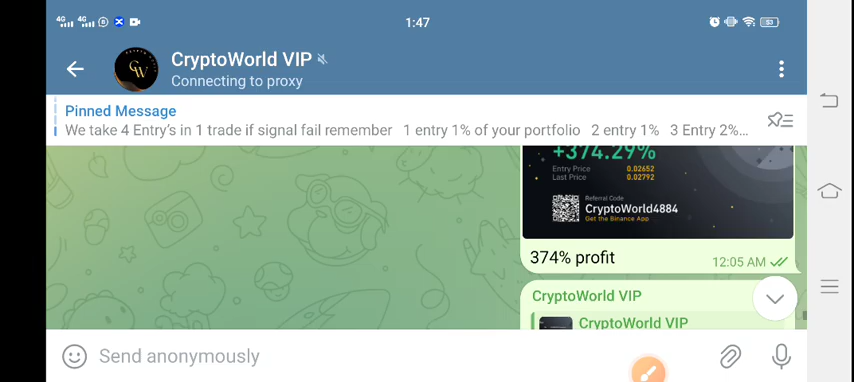 4G 4G 1:47 53
CryptoWorld VIP
Connecting to proxy
Pinned Message
We take 4 Entry's in 1 trade if signal fail remember 1 entry 1% of your portfolio 2 entry 1% 3 Entry 2%...
+374.29%
Entry Price 0.02652
Last Price 0.02792
Referral Code
CryptoWorld4884
Get the Binance App
374% profit
12:05 AM
CryptoWorld VIP
CryptoWorld VIP
Send anonymously